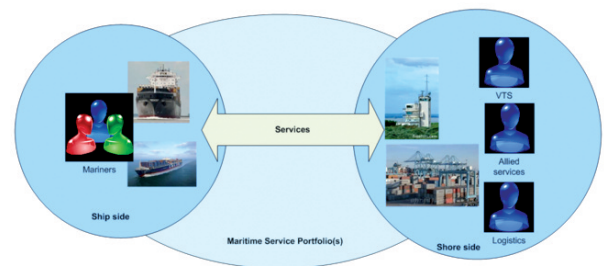 VTS
Services
Mariners
Allied
services
Ship side
Maritime Service Portfolio(s)
Shore side
Logistics